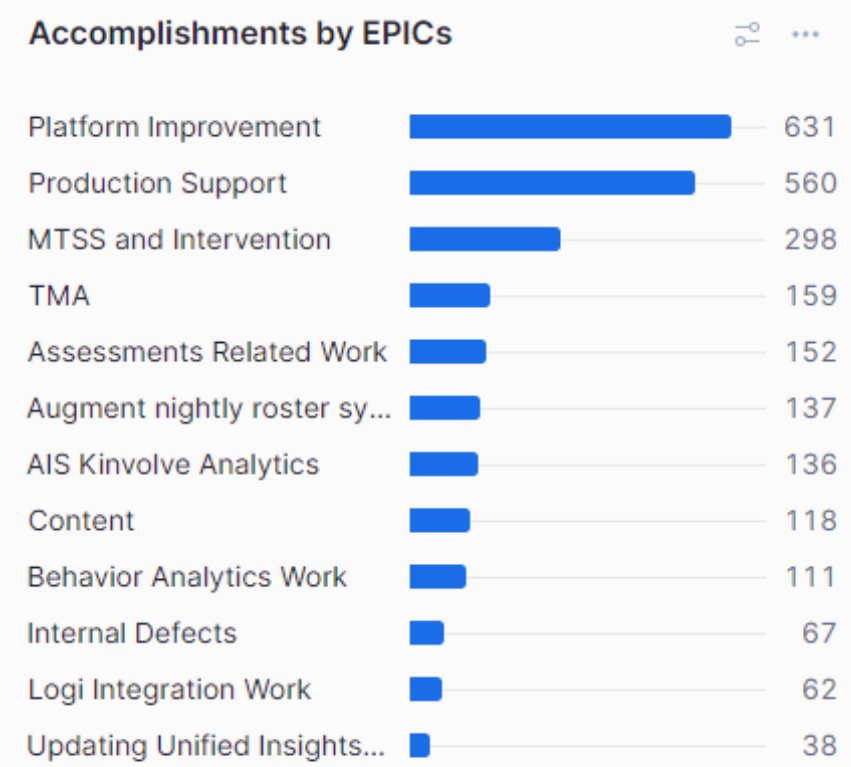 Accomplishments by EPICs
Platform Improvement 631
Production Support 560
MTSS and Intervention 298
TMA 159
Assessments Related Work 152
Augment nightly roster sy... 137
AIS Kinvolve Analytics 136
Content 118
Behavior Analytics Work 111
Internal Defects 67
Logi Integration Work 62
Updating Unified Insights... 38